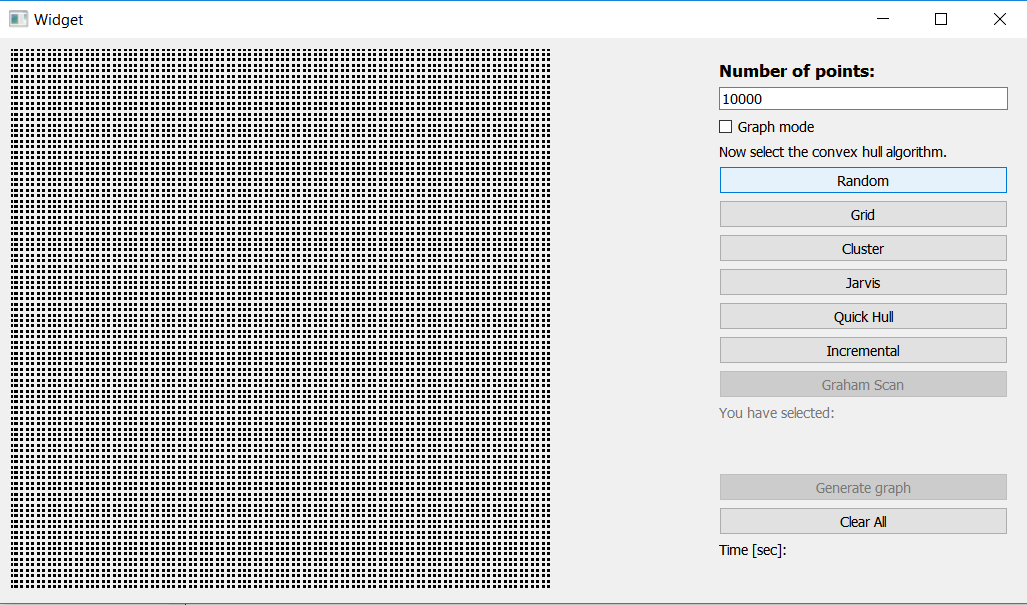 Widget
Number of points:
10000
Graph mode
Now select the convex hull algorithm.
Random
Grid
Cluster
Jarvis
Quick Hull
Incremental
Graham Scan
You have selected:
Generate graph
Clear All
Time [sec]: